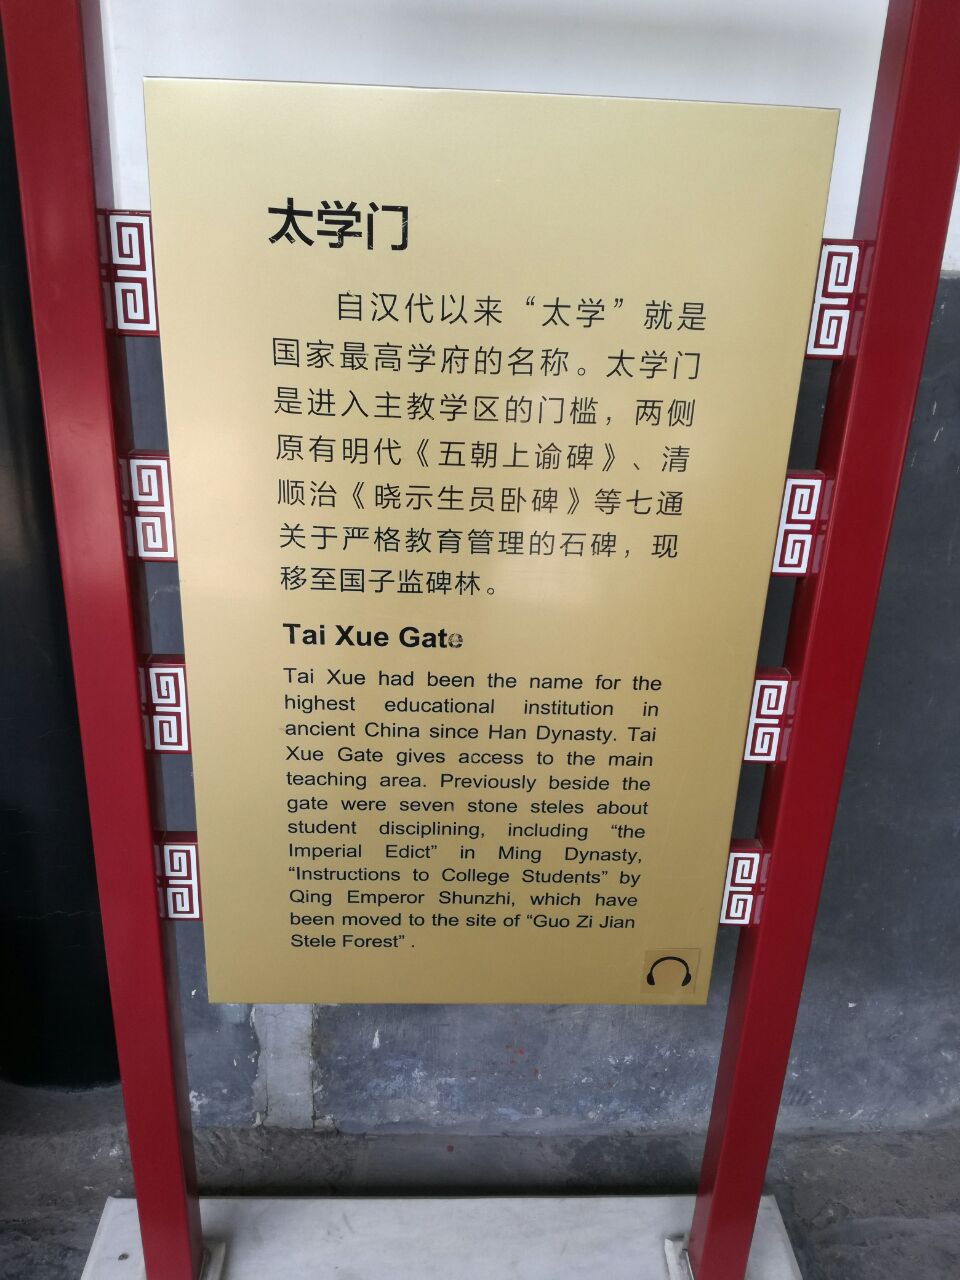 太学门
自汉代以来“太学”就是
国家最高学府的名称。太学门
是进入主教学区的门槛，两侧
原有明代《五朝上谕碑》、清
顺治《晓示生员卧碑》等七通
关于严格教育管理的石碑，现
移至国子监碑林。
Tai Xue Gate
Tai Xue had been the name for the
highest educational institution in
ancient China since Han Dynasty. Tai
Xue Gate gives access to the main
teaching area. Previously beside the
gate were seven stone steles about
student disciplining, including “the
Imperial Edict” in Ming Dynasty,
“Instructions to College Students” by
Qing Emperor Shunzhi, which have
been moved to the site of “Guo Zi Jian
Stele Forest” .